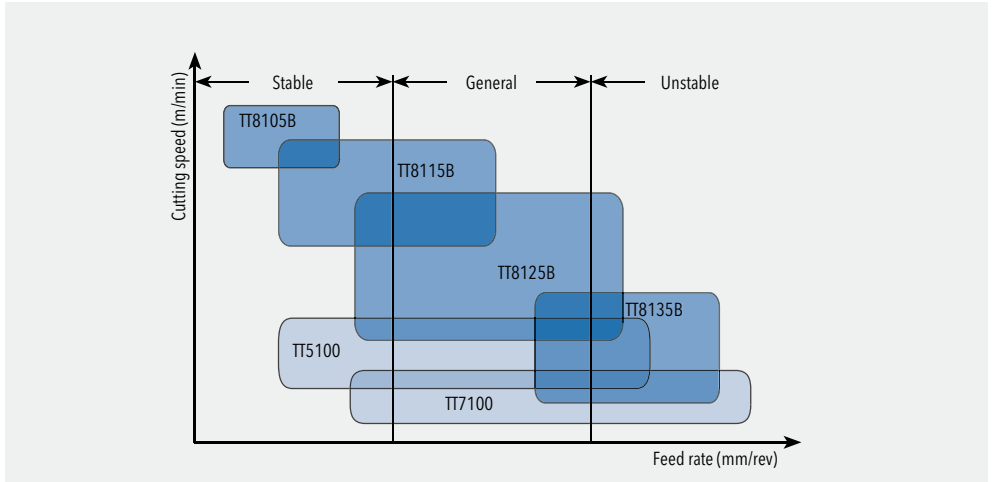 Stable
General
Unstable
Cutting speed (m/min)
TT8105B
TT8115B
TT8125B
TT8135B
TT5100
TT7100
Feed rate (mm/rev)